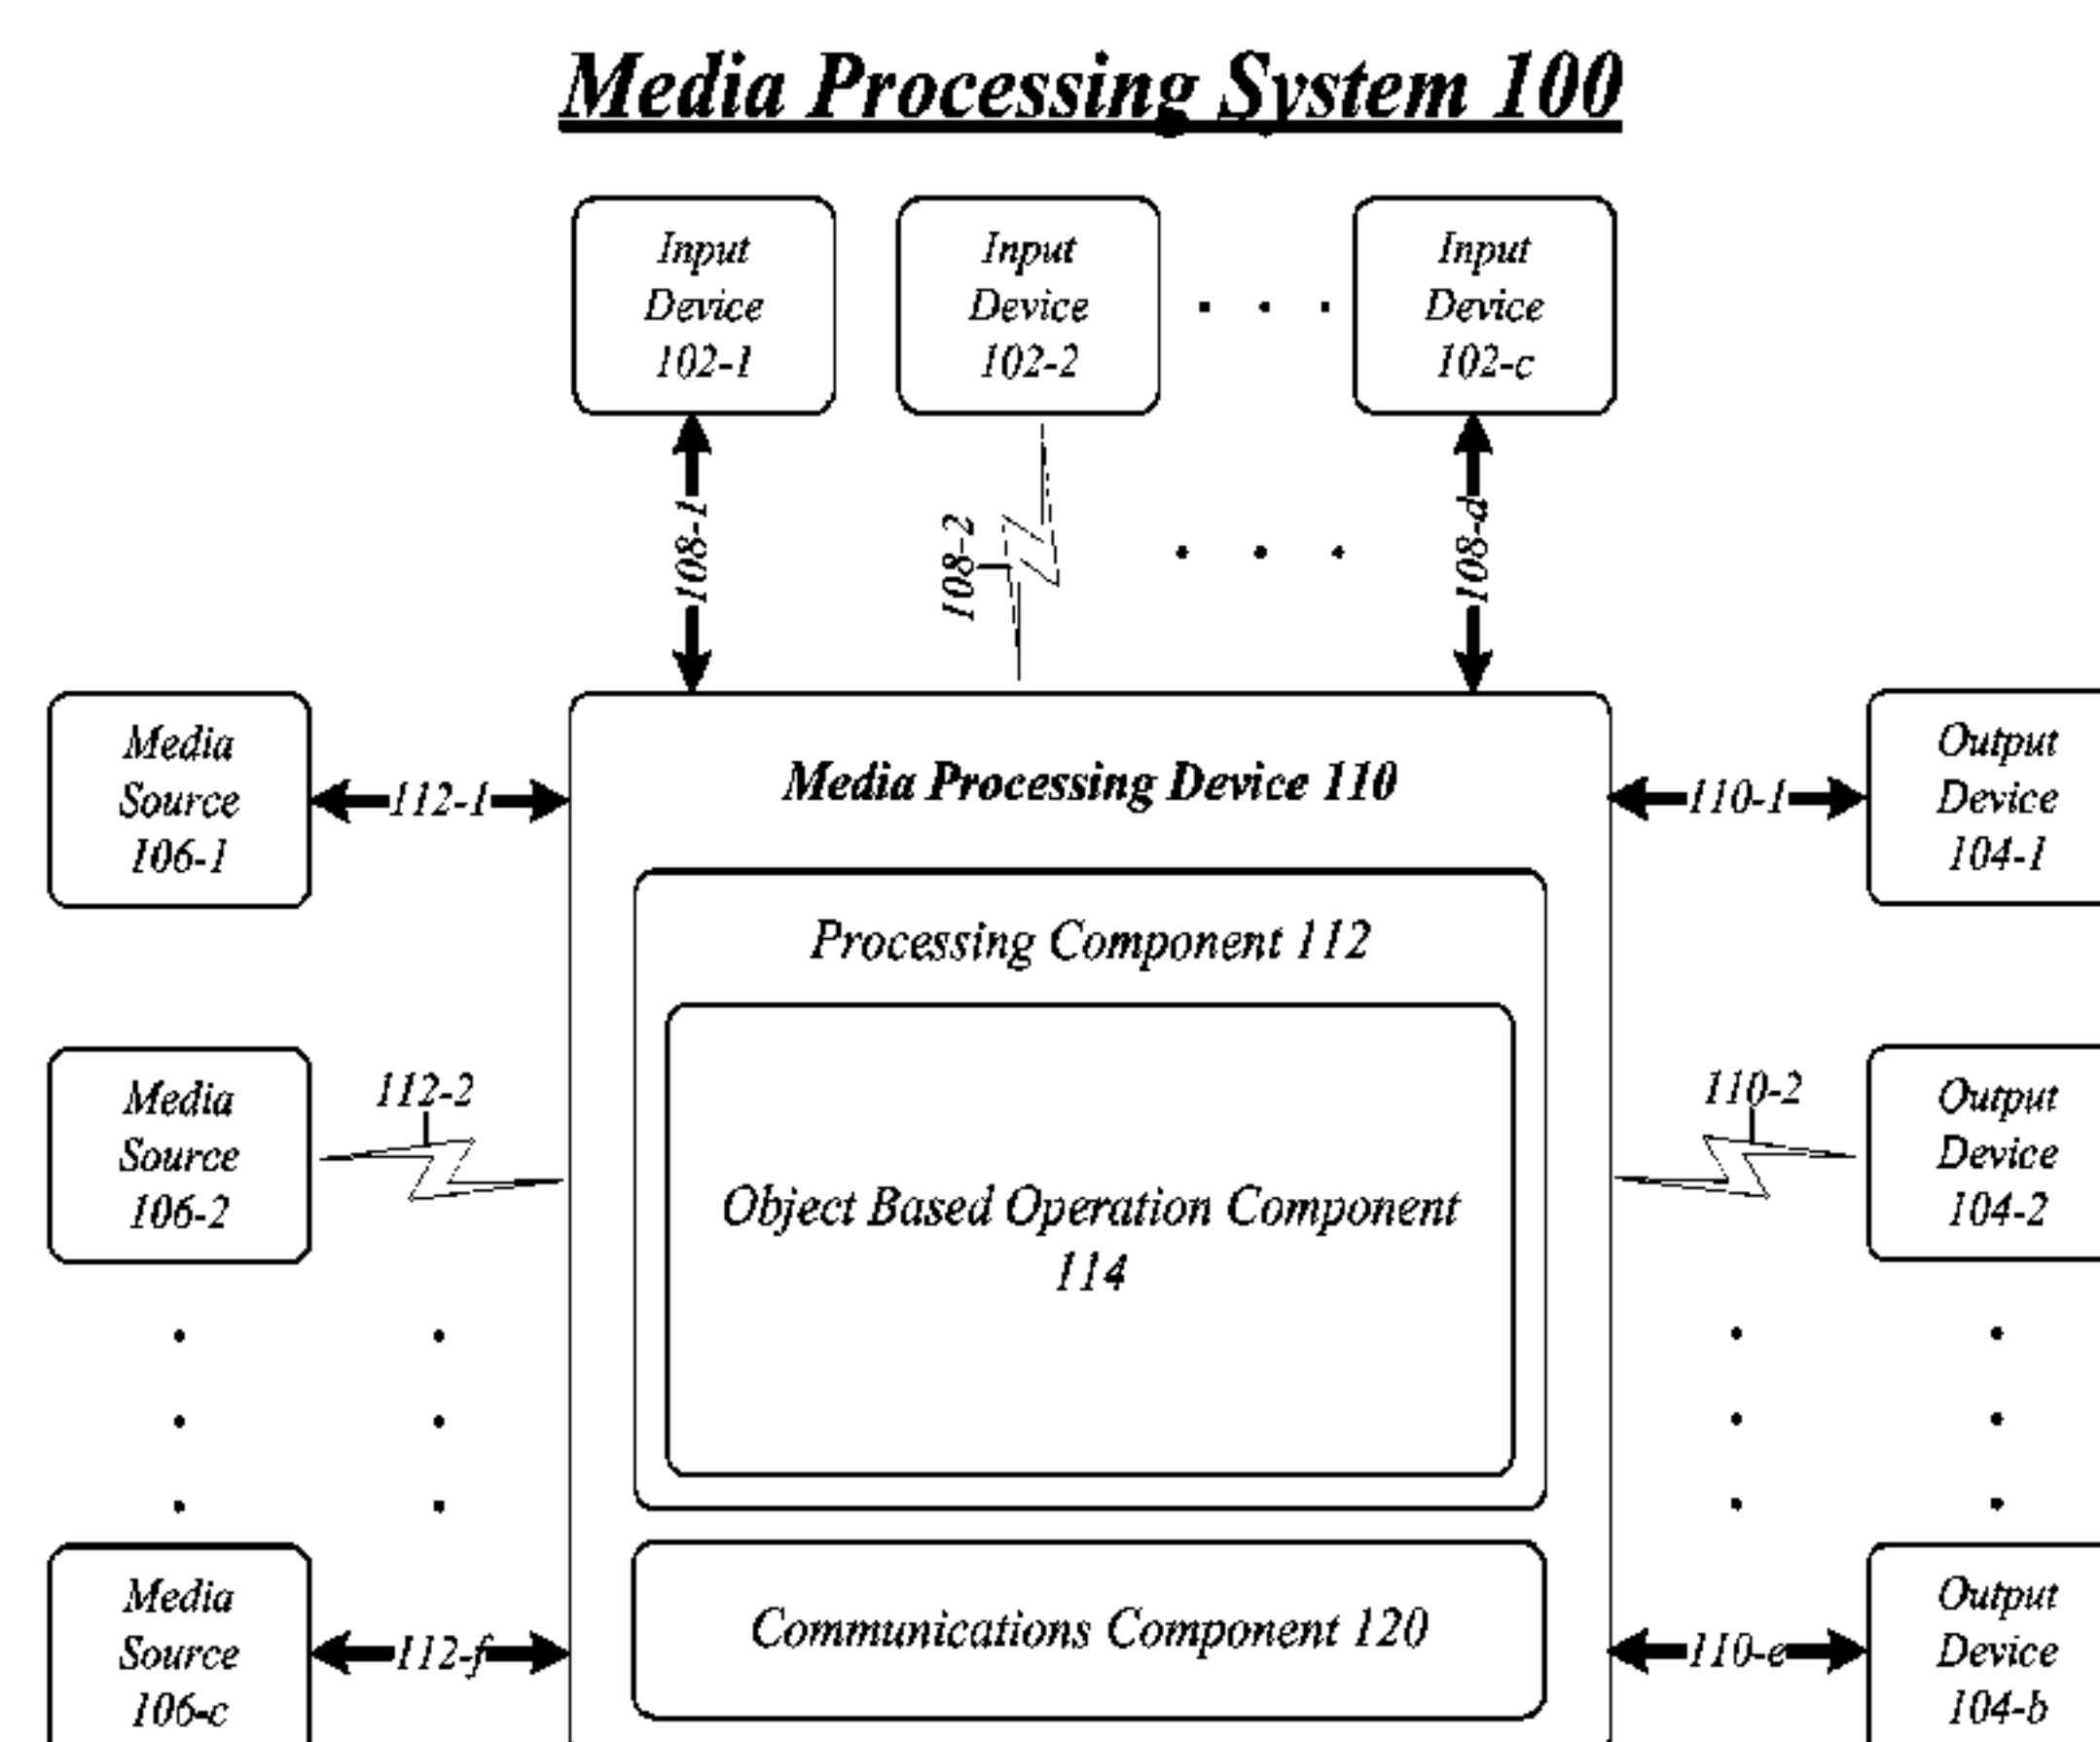 Media Processing System 100
Input
Device
102-1
Input
Device
102-2
Input
Device
102-c
108-1
108-2
108-d
Media
Source
106-1
112-1
Media Processing Device 110
110-1
Output
Device
104-1
Processing Component 112
Media
Source
106-2
112-2
Object Based Operation Component
114
110-2
Output
Device
104-2
Media
Source
106-c
112-f
Communications Component 120
110-e
Output
Device
104-b